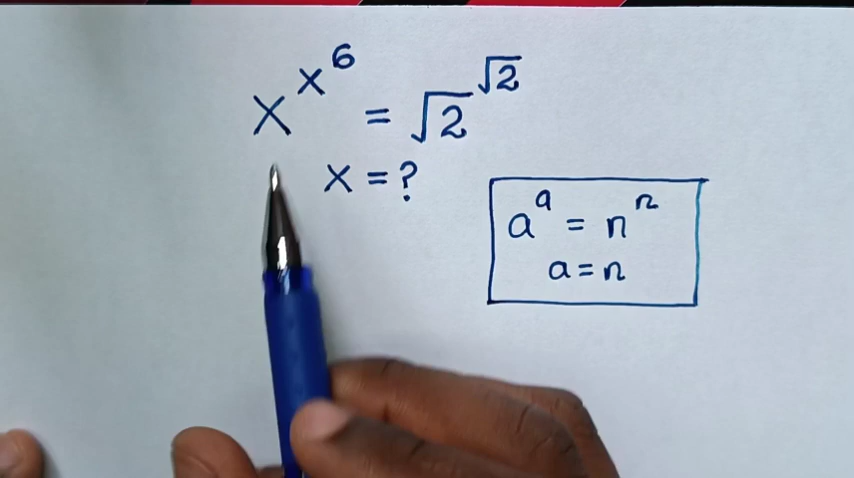 x^{x^6} = √2^{√2}
x = ?
a^a = n^n
a = n